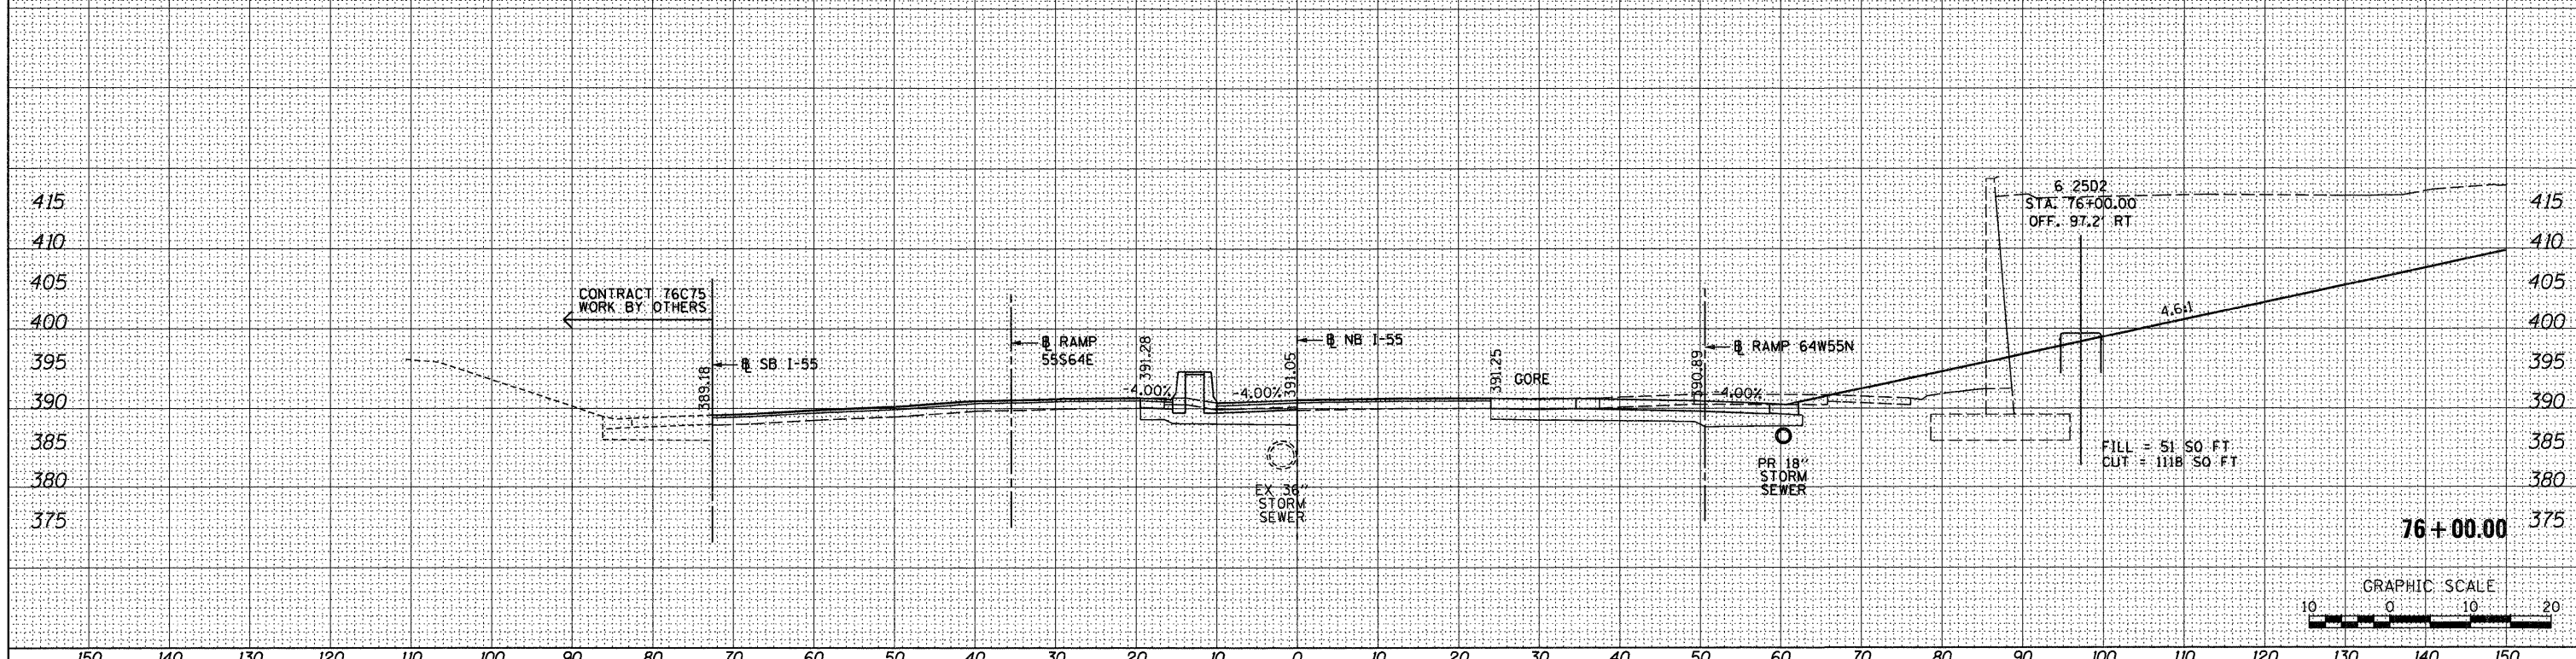 415
410
405
400
395
390
385
380
375
CONTRACT 76C75
WORK BY OTHERS
389.18
℄ SB I-55
℄ RAMP
55S64E
391.28
-4.00%
-4.00%
391.05
℄ NB I-55
EX 36"
STORM
SEWER
391.25
GORE
390.89
℄ RAMP 64W55N
-4.00%
PR 18"
STORM
SEWER
6 25D2
STA. 76+00.00
OFF. 97.2' RT
4.6:1
FILL = 51 SQ FT
CUT = 1118 SQ FT
415
410
405
400
395
390
385
380
375
76+00.00
GRAPHIC SCALE
10 0 10 20
150 140 130 120 110 100 90 80 70 60 50 40 30 20 10 0 10 20 30 40 50 60 70 80 90 100 110 120 130 140 150